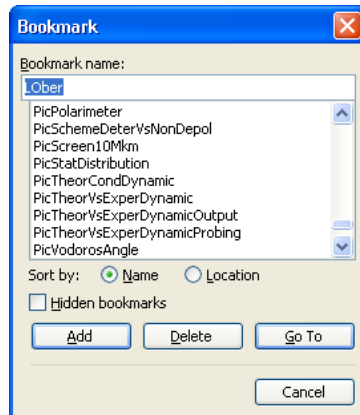 Bookmark
Bookmark name:
LOber
PicPolarimeter
PicSchemeDeterVsNonDepol
PicScreen10Mkm
PicStatDistribution
PicTheorCondDynamic
PicTheorVsExperDynamic
PicTheorVsExperDynamicOutput
PicTheorVsExperDynamicProbing
PicVodorosAngle
Sort by: Name Location
Hidden bookmarks
Add Delete Go To
Cancel